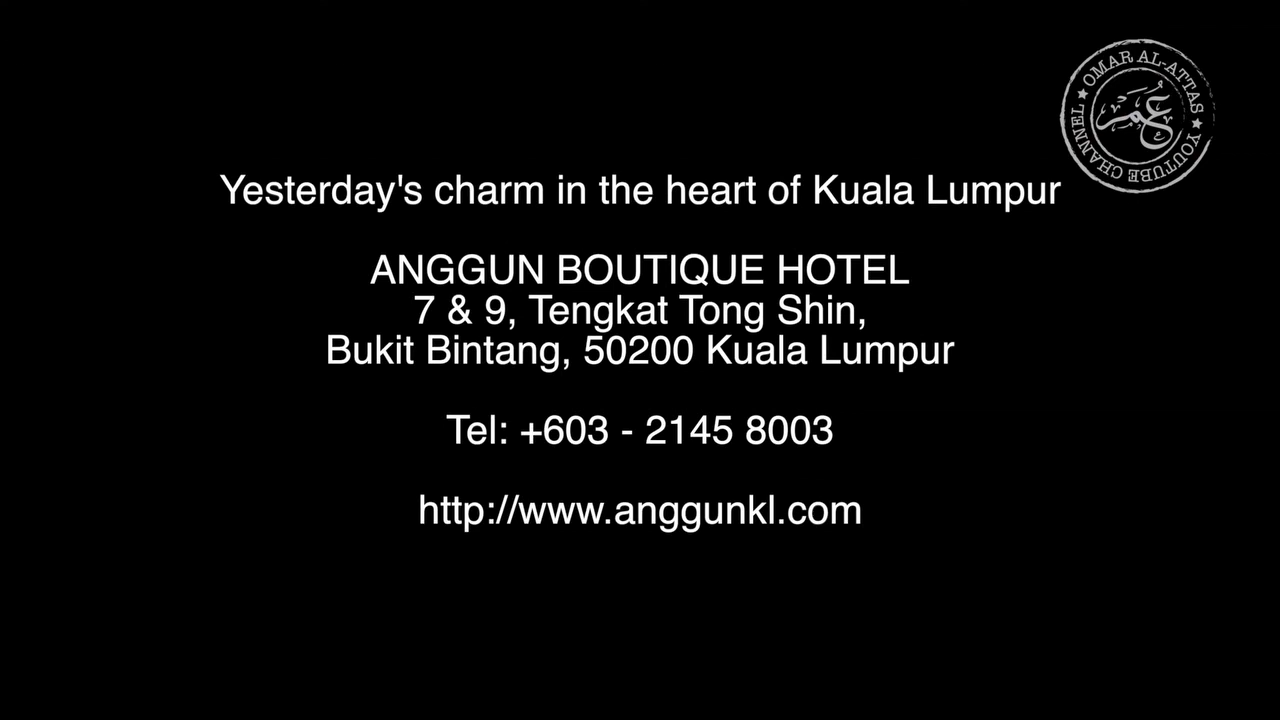 OMAR AL-ATTAS
YOUTUBE CHANNEL
عمر
Yesterday's charm in the heart of Kuala Lumpur
ANGGUN BOUTIQUE HOTEL
7 & 9, Tengkat Tong Shin,
Bukit Bintang, 50200 Kuala Lumpur
Tel: +603 - 2145 8003
http://www.anggunkl.com